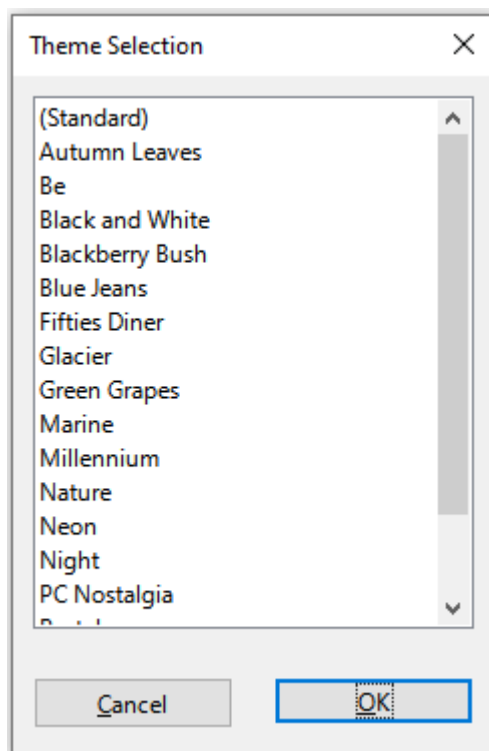 Theme Selection
(Standard)
Autumn Leaves
Be
Black and White
Blackberry Bush
Blue Jeans
Fifties Diner
Glacier
Green Grapes
Marine
Millennium
Nature
Neon
Night
PC Nostalgia
Cancel
OK